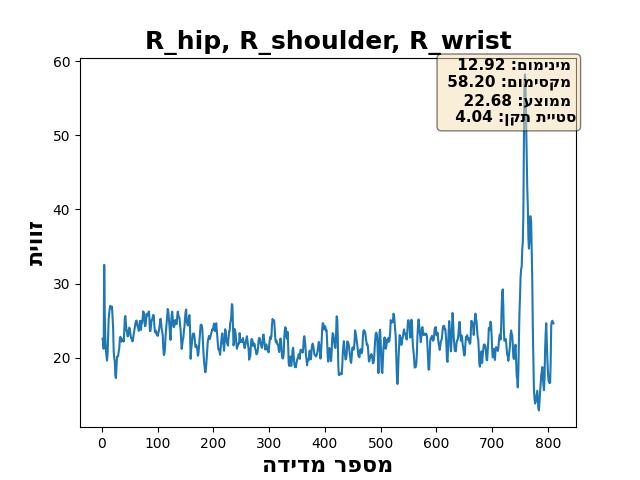 R_hip, R_shoulder, R_wrist
מינימום: 12.92
מקסימום: 58.20
ממוצע: 22.68
סטיית תקן: 4.04
60
50
40
30
20
זווית
0 100 200 300 400 500 600 700 800
מספר מדידה